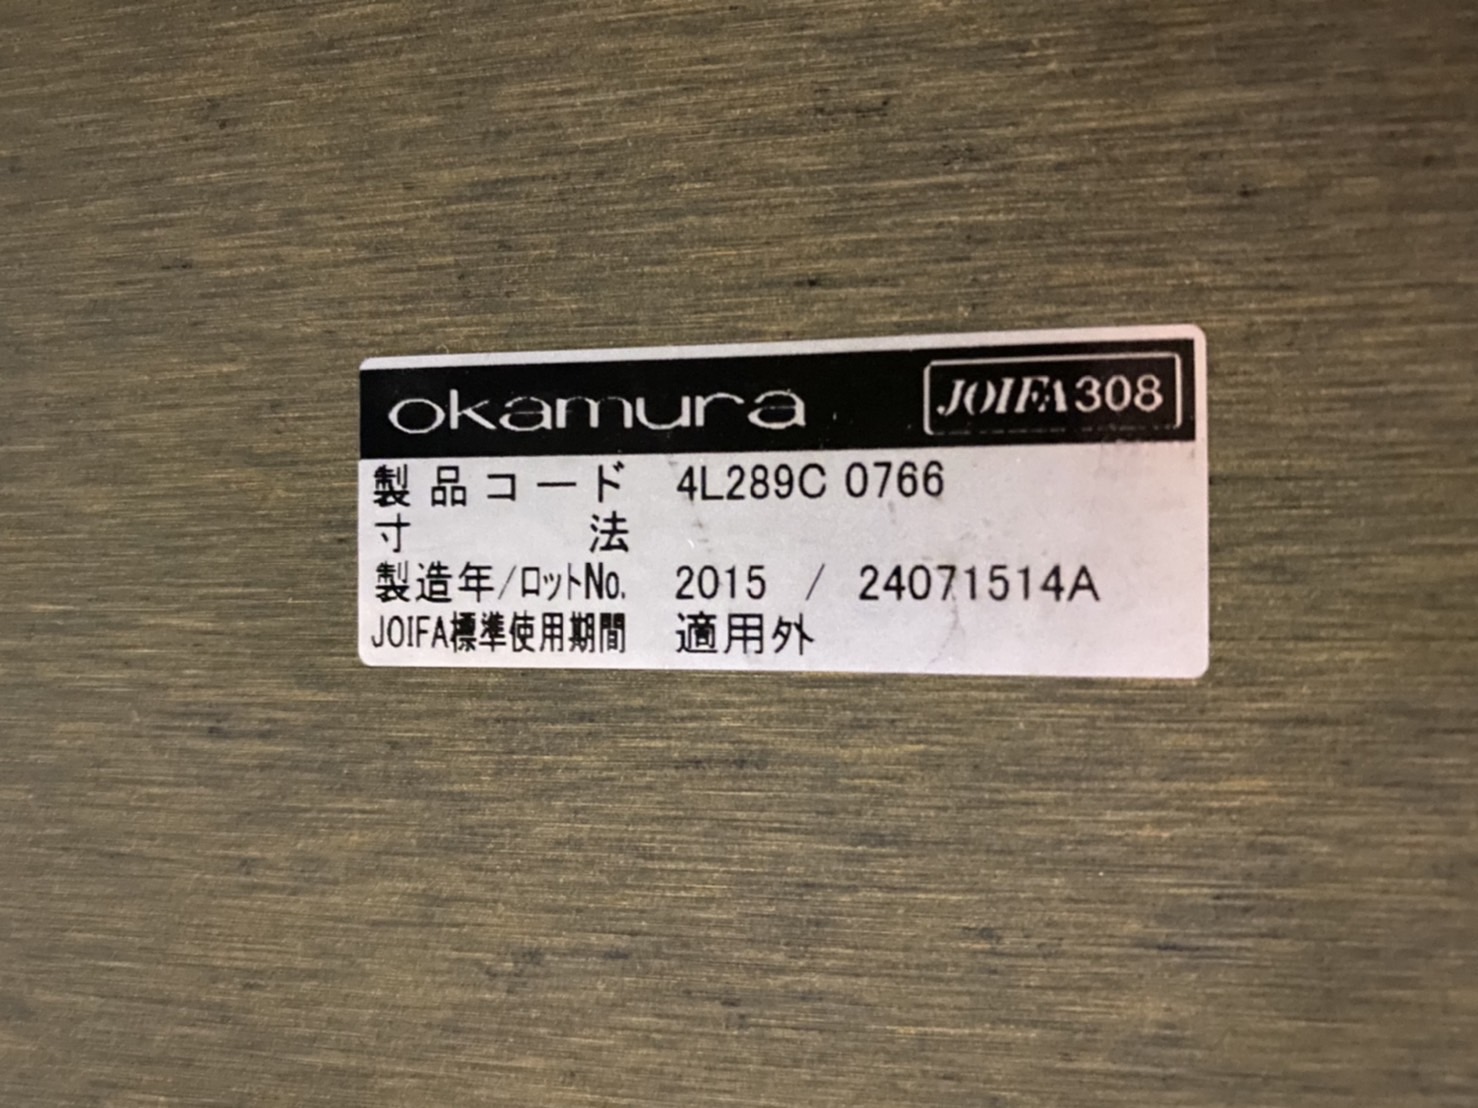 okamura JOIFA308
製品コード 4L289C 0766
寸法
製造年/ロットNo. 2015 / 24071514A
JOIFA標準使用期間 適用外